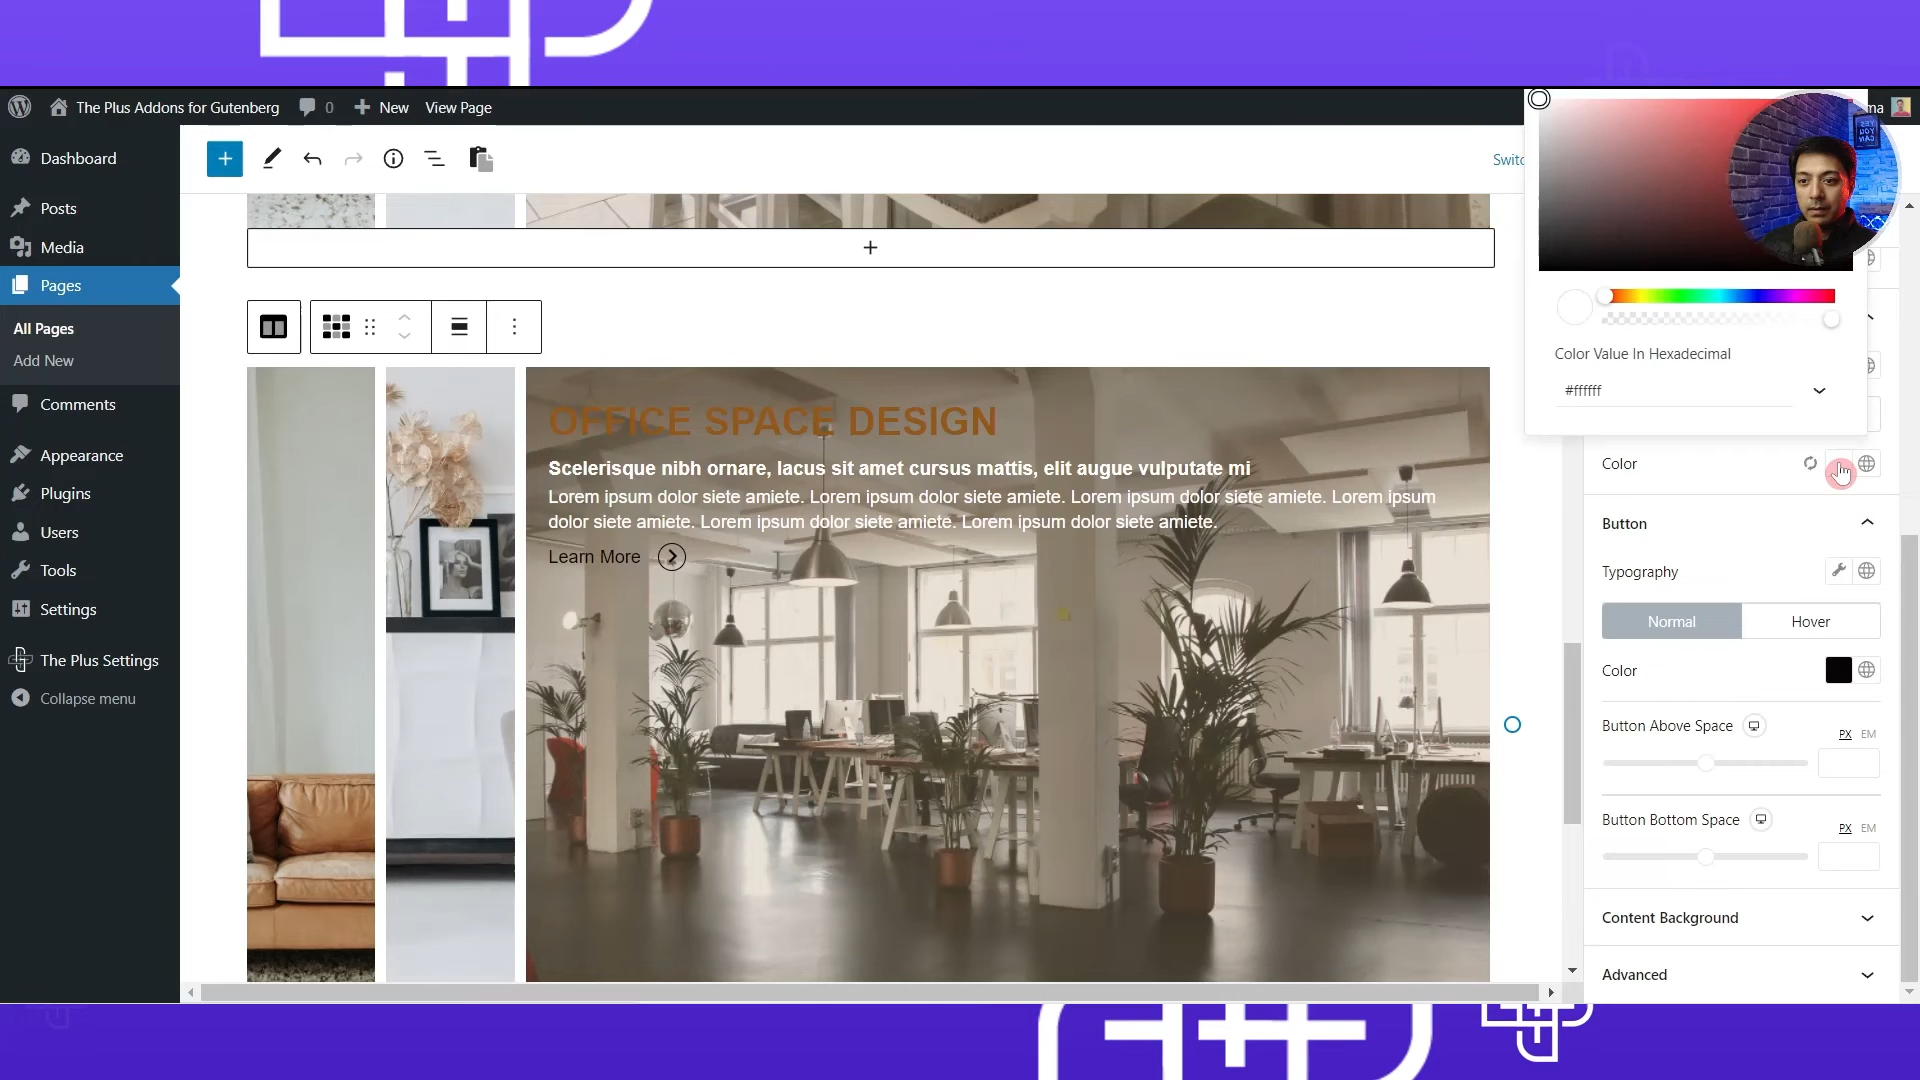 The Plus Addons for Gutenberg
0
New
View Page
ma
YES
YOU
CAN
Dashboard
Posts
Media
Pages
All Pages
Add New
Comments
Appearance
Plugins
Users
Tools
Settings
The Plus Settings
Collapse menu
Switc
OFFICE SPACE DESIGN
Scelerisque nibh ornare, lacus sit amet cursus mattis, elit augue vulputate mi
Lorem ipsum dolor siete amiete. Lorem ipsum dolor siete amiete. Lorem ipsum dolor siete amiete. Lorem ipsum
dolor siete amiete. Lorem ipsum dolor siete amiete. Lorem ipsum dolor siete amiete.
Learn More
Color Value In Hexadecimal
#ffffff
Color
Button
Typography
Normal
Hover
Color
Button Above Space
PX EM
Button Bottom Space
PX EM
Content Background
Advanced